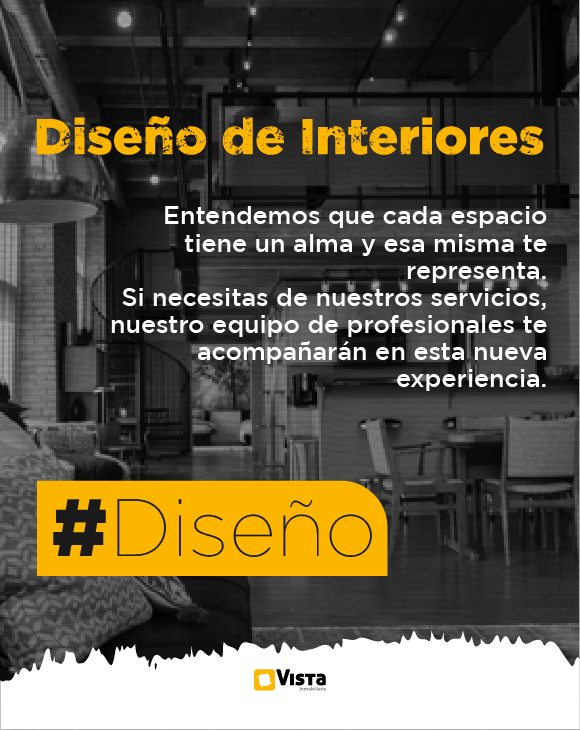 Diseño de Interiores
Entendemos que cada espacio
tiene un alma y esa misma te
representa.
Si necesitas de nuestros servicios,
nuestro equipo de profesionales te
acompañarán en esta nueva
experiencia.
#Diseño
VISTA
Inmobiliaria